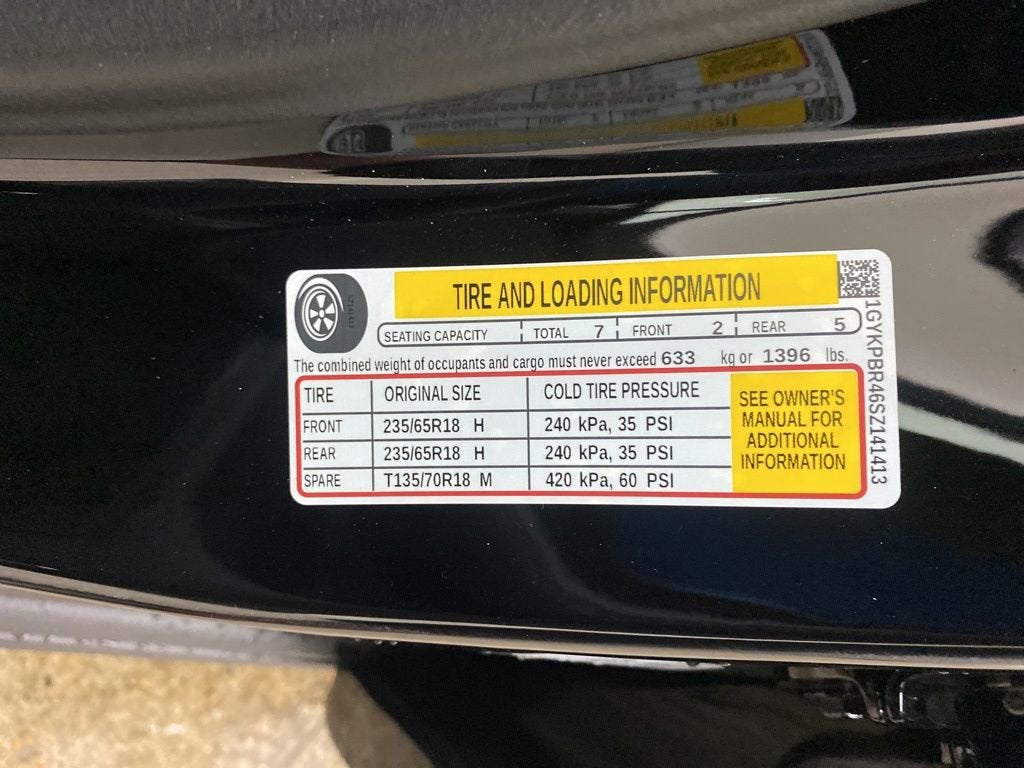 TIRE AND LOADING INFORMATION
SEATING CAPACITY TOTAL 7 FRONT 2 REAR 5
The combined weight of occupants and cargo must never exceed 633 kg or 1396 lbs.
TIRE ORIGINAL SIZE COLD TIRE PRESSURE
FRONT 235/65R18 H 240 kPa, 35 PSI
REAR 235/65R18 H 240 kPa, 35 PSI
SPARE T135/70R18 M 420 kPa, 60 PSI
SEE OWNER'S
MANUAL FOR
ADDITIONAL
INFORMATION
1GYKPBR46SZ141413